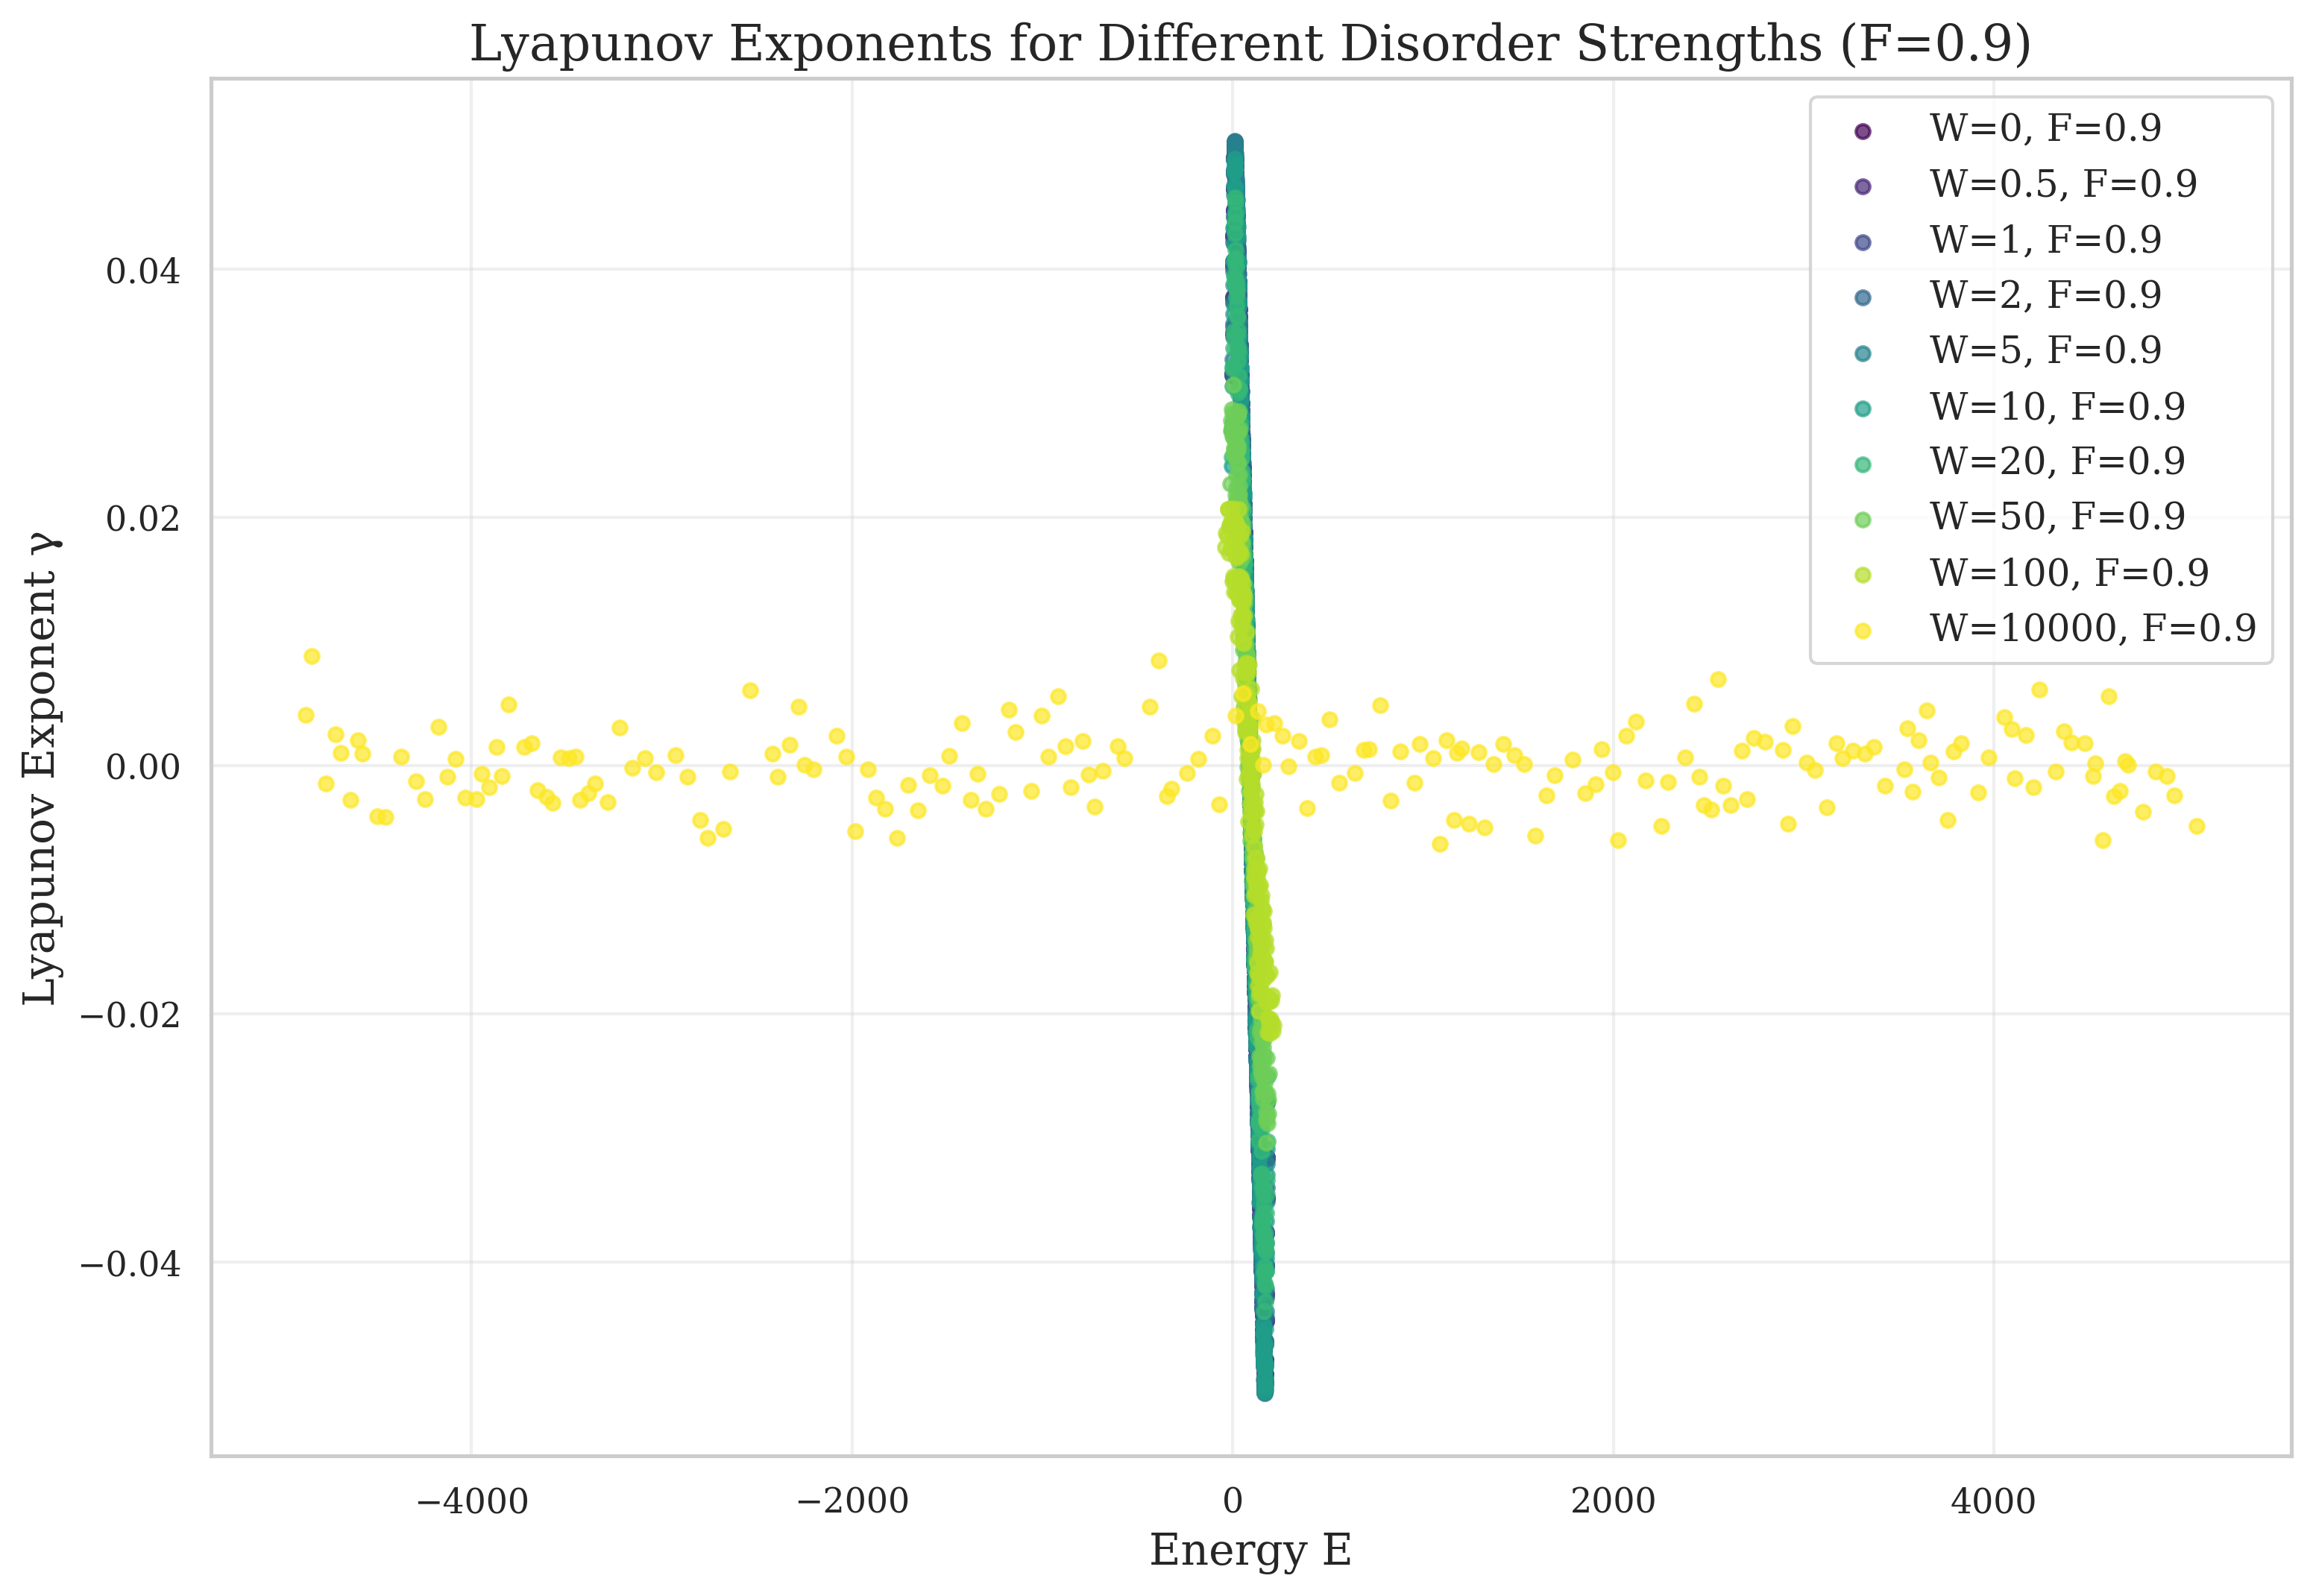 Lyapunov Exponents for Different Disorder Strengths (F=0.9)
W=0, F=0.9
W=0.5, F=0.9
W=1, F=0.9
W=2, F=0.9
W=5, F=0.9
W=10, F=0.9
W=20, F=0.9
W=50, F=0.9
W=100, F=0.9
W=10000, F=0.9
Lyapunov Exponent γ
0.04
0.02
0.00
−0.02
−0.04
−4000
−2000
0
2000
4000
Energy E